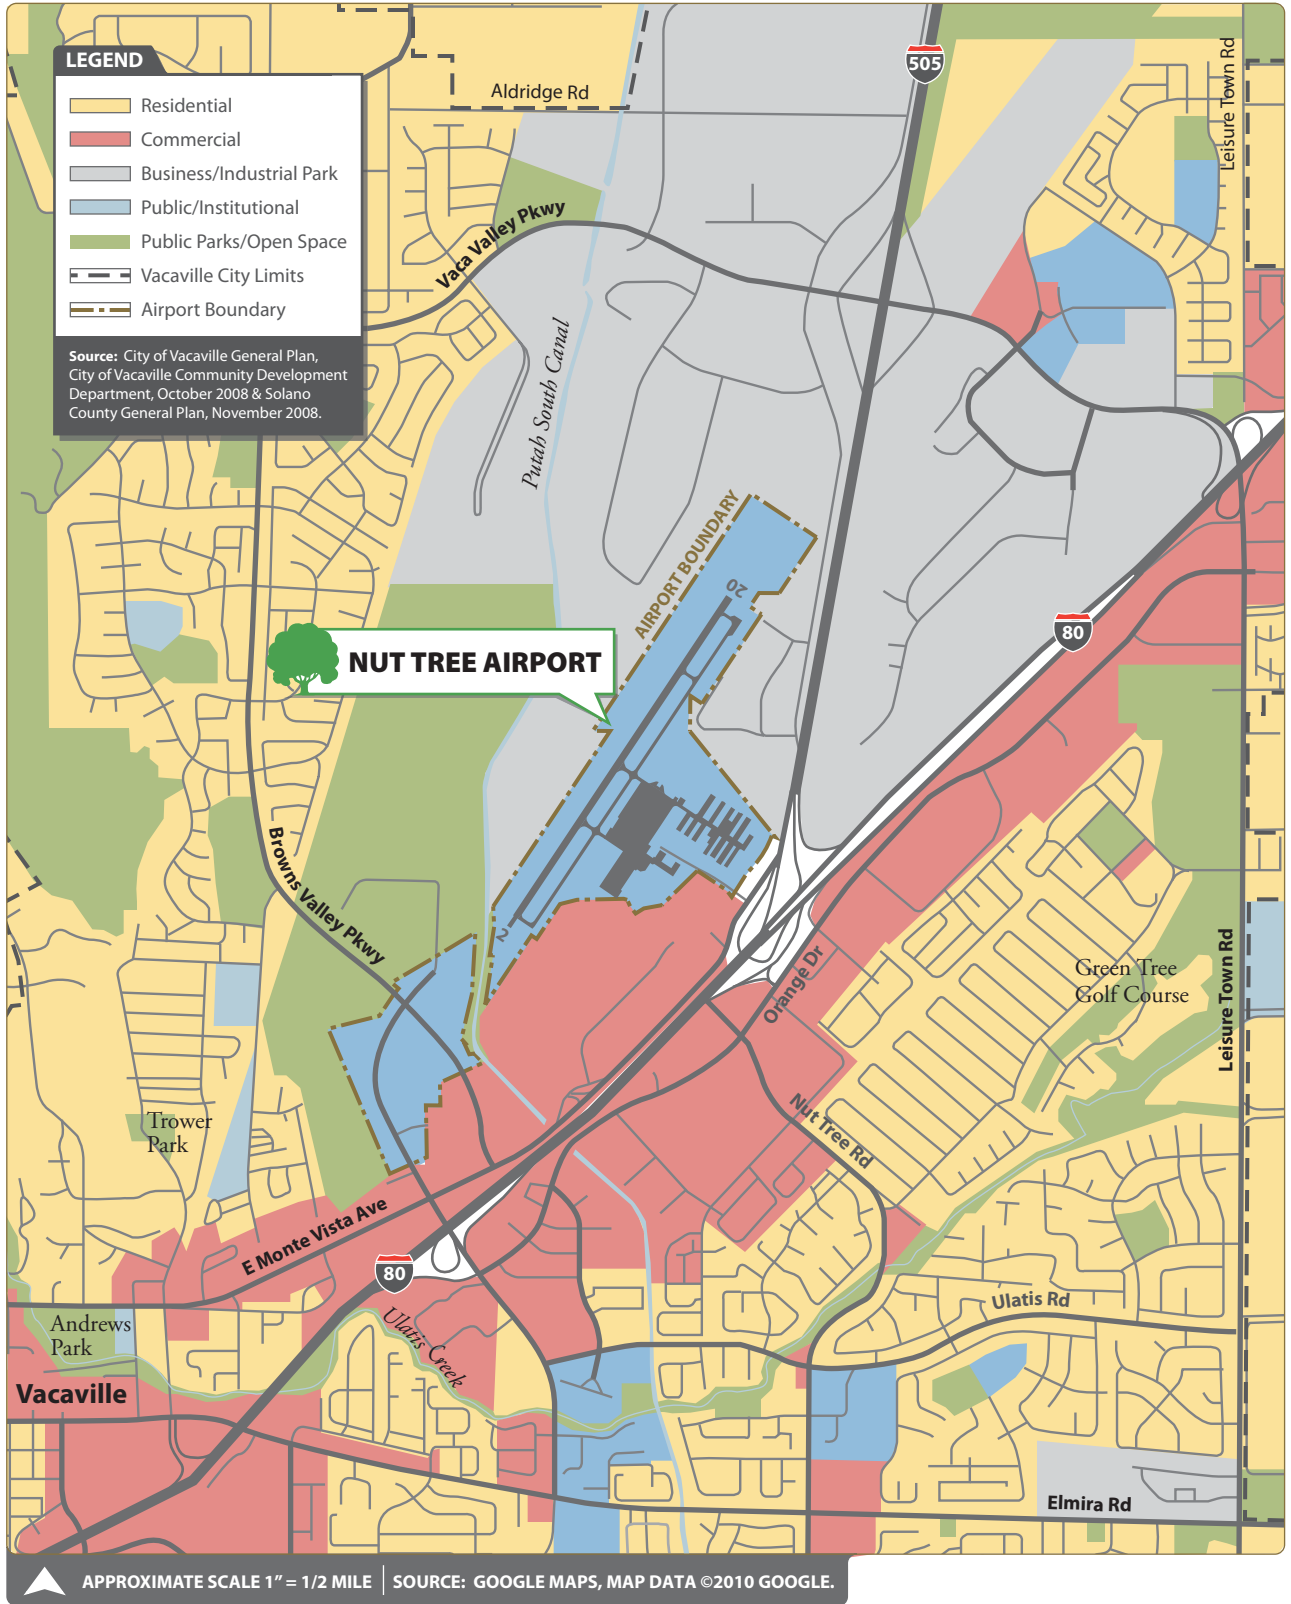 LEGEND
Residential
Commercial
Business/Industrial Park
Public/Institutional
Public Parks/Open Space
Vacaville City Limits
Airport Boundary
Source: City of Vacaville General Plan,
City of Vacaville Community Development
Department, October 2008 & Solano
County General Plan, November 2008.
Aldridge Rd
505
Leisure Town Rd
Vaca Valley Pkwy
Putah South Canal
AIRPORT BOUNDARY
20
80
NUT TREE AIRPORT
Browns Valley Pkwy
2
Orange Dr
Green Tree
Golf Course
Leisure Town Rd
Trower
Park
Nut Tree Rd
E Monte Vista Ave
80
Ulatis Rd
Andrews
Park
Ulatis Creek
Vacaville
Elmira Rd
APPROXIMATE SCALE 1” = 1/2 MILE
SOURCE: GOOGLE MAPS, MAP DATA ©2010 GOOGLE.